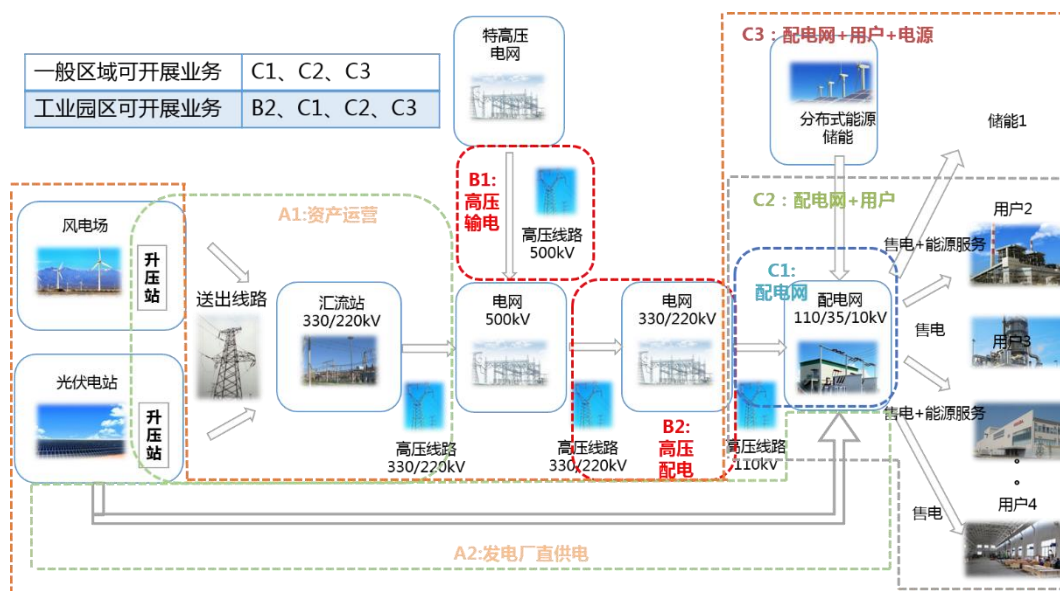 特高压
电网
C3：配电网+用户+电源
一般区域可开展业务
C1、C2、C3
工业园区可开展业务
B2、C1、C2、C3
分布式能源
储能
储能1
B1:
高压
输电
高压线路
500kV
A1:资产运营
C2：配电网+用户
风电场
升压站
用户2
售电+能源服务
C1:
配电网
送出线路
汇流站
330/220kV
电网
500kV
电网
330/220kV
配电网
110/35/10kV
售电
用户3
光伏电站
升压站
售电+能源服务
高压线路
330/220kV
高压线路
330/220kV
B2:
高压
配电
高压线路
110kV
用户4
售电
A2:发电厂直供电